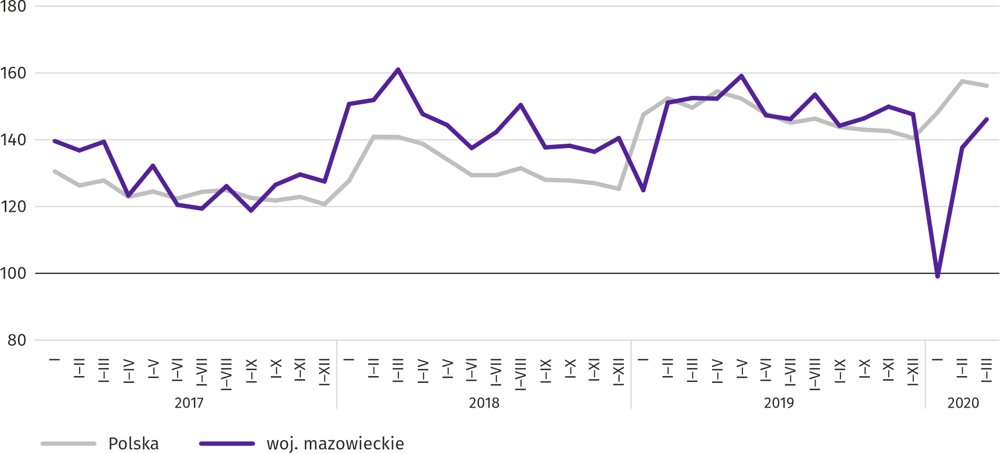 180
160
140
120
100
80
I I–II I–III I–IV I–V I–VI I–VII I–VIII I–IX I–X I–XI I–XII I I–II I–III I–IV I–V I–VI I–VII I–VIII I–IX I–X I–XI I–XII I I–II I–III I–IV I–V I–VI I–VII I–VIII I–IX I–X I–XI I–XII I I–II I–III
2017 2018 2019 2020
Polska woj. mazowieckie